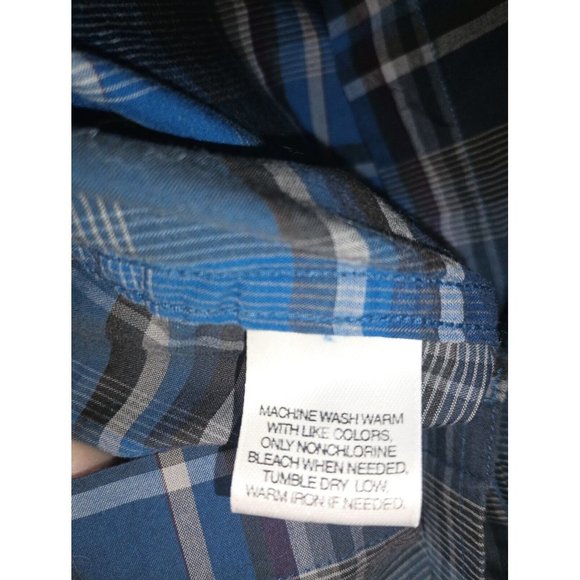 MACHINE WASH WARM
WITH LIKE COLORS,
ONLY NONCHLORINE
BLEACH WHEN NEEDED,
TUMBLE DRY LOW,
WARM IRON IF NEEDED.